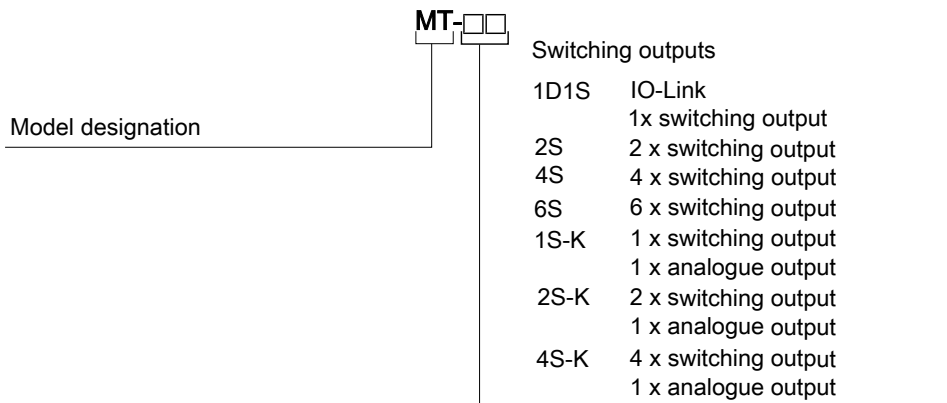 MT-□□
Switching outputs
1D1S IO-Link
1x switching output
Model designation
2S 2 x switching output
4S 4 x switching output
6S 6 x switching output
1S-K 1 x switching output
1 x analogue output
2S-K 2 x switching output
1 x analogue output
4S-K 4 x switching output
1 x analogue output